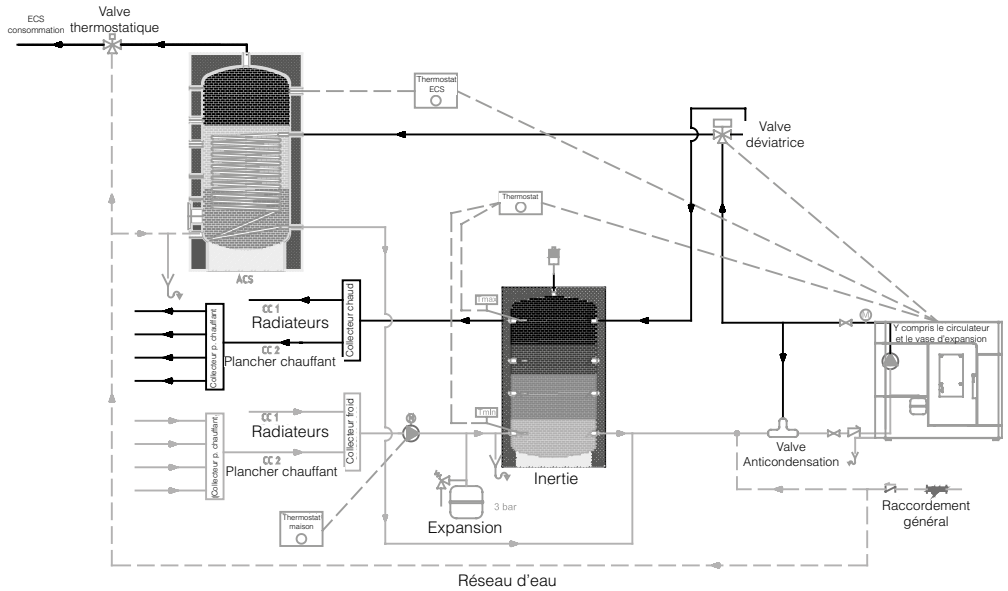 ECS
consommation
Valve
thermostatique
Thermostat
ECS
Valve
déviatrice
Thermostat
ACS
Tmáx
CC 1
Radiateurs
Collecteur chaud
Collecteur p. chauffant
CC 2
Plancher chauffant
M
Y compris le circulateur
et le vase d'expansion
Tmín
CC 1
Radiateurs
Collecteur froid
Collecteur p. chauffant
CC 2
Plancher chauffant
Valve
Anticondensation
Inertie
Thermostat
maison
Expansion
3 bar
Raccordement
général
Réseau d'eau